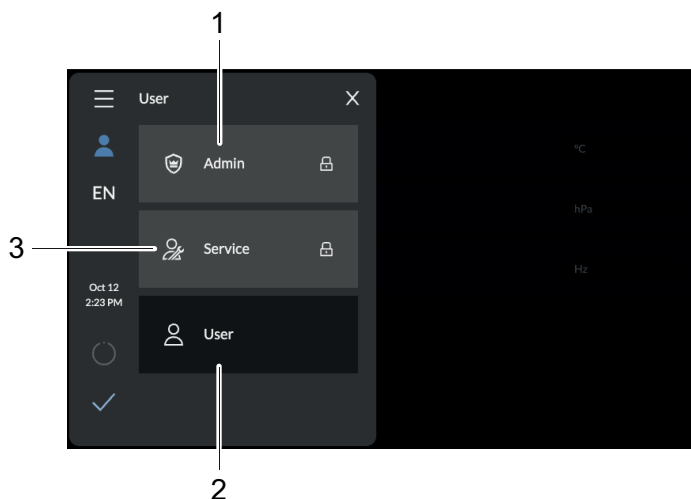 1
User X
Admin
°C
EN
hPa
3
Service
Hz
Oct 12
2:23 PM
User
2